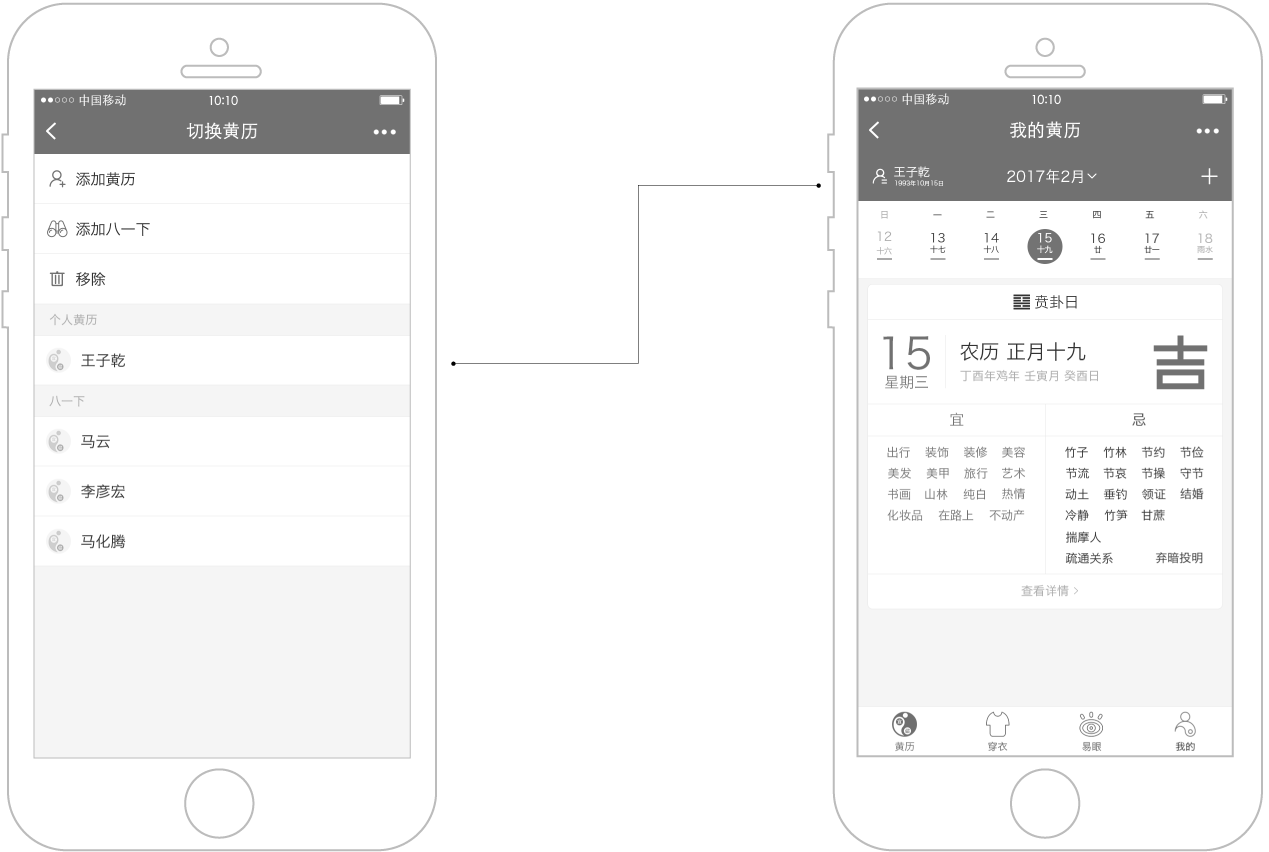 中国移动 10:10
切换黄历
添加黄历
添加八一下
移除
个人黄历
王子乾
八一下
马云
李彦宏
马化腾
中国移动 10:10
我的黄历
王子乾
1993年10月15日
2017年2月
日 一 二 三 四 五 六
12 13 14 15 16 17 18
十六 十七 十八 十九 廿 廿一 雨水
贲卦日
15
星期三
农历 正月十九
丁酉年鸡年 壬寅月 癸酉日
吉
宜
出行 装饰 装修 美容
美发 美甲 旅行 艺术
书画 山林 纯白 热情
化妆品 在路上 不动产
忌
竹子 竹林 节约 节俭
节流 节哀 节操 守节
动土 垂钓 领证 结婚
冷静 竹笋 甘蔗
揣摩人
疏通关系 弃暗投明
查看详情
黄历 穿衣 易眼 我的